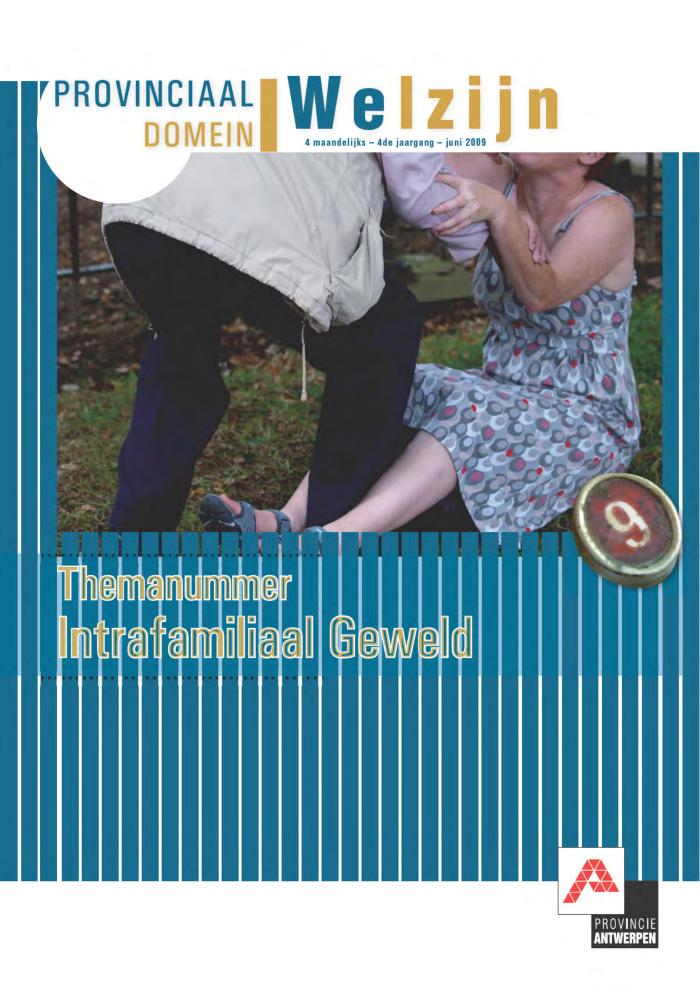 PROVINCIAAL
DOMEIN
Welzijn
4 maandelijks – 4de jaargang – juni 2009
9
Themanummer
Intrafamiliaal Geweld
A
PROVINCIE
ANTWERPEN